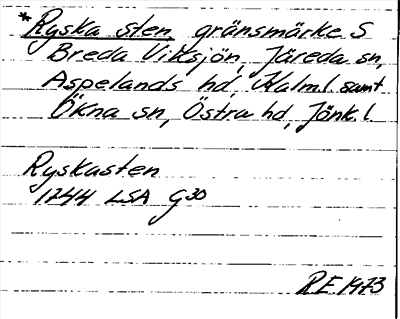 *Ryska sten, gränsmärke S
Breda Viksjön, Järeda sn,
Aspelands hd, Kalm.l. samt
Ökna sn, Östra hd, Jönk.l.
Ryskasten
1744 LSA G30
R.E. 1973